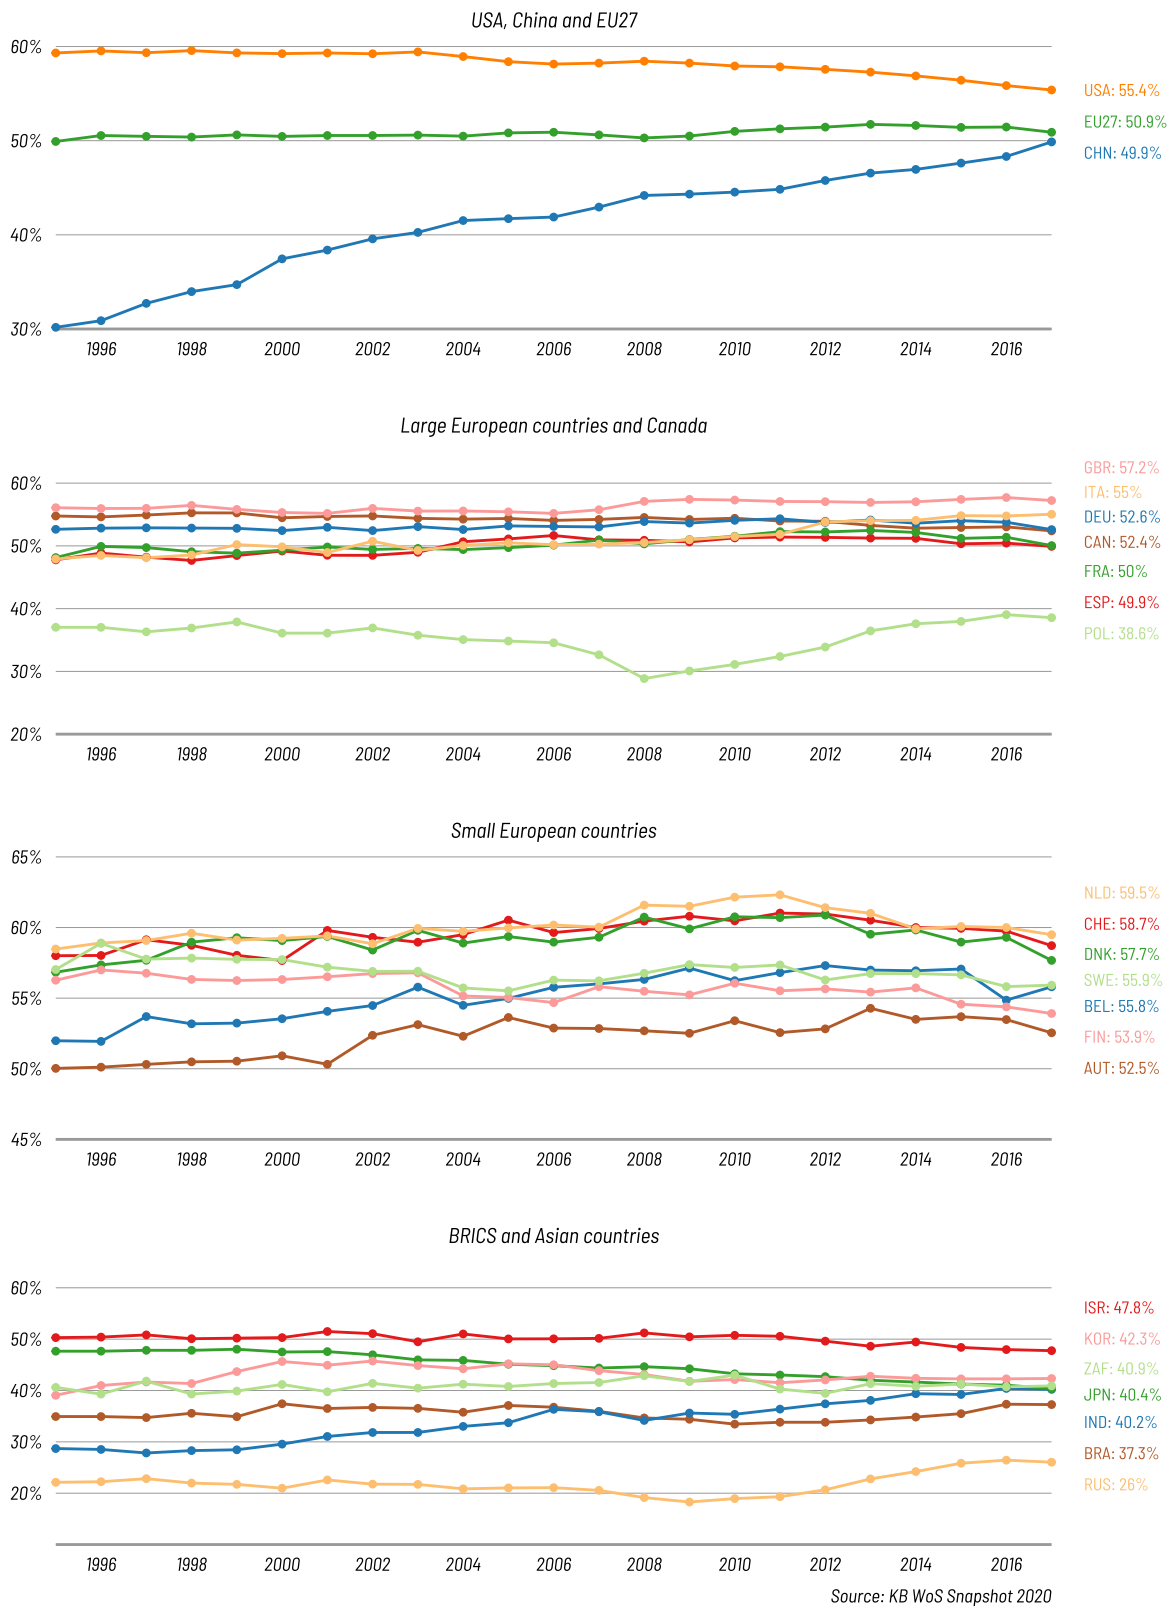 USA, China and EU27
60%
50%
40%
30%
USA: 55.4%
EU27: 50.9%
CHN: 49.9%
1996 1998 2000 2002 2004 2006 2008 2010 2012 2014 2016
Large European countries and Canada
60%
50%
40%
30%
20%
GBR: 57.2%
ITA: 55%
DEU: 52.6%
CAN: 52.4%
FRA: 50%
ESP: 49.9%
POL: 38.6%
1996 1998 2000 2002 2004 2006 2008 2010 2012 2014 2016
Small European countries
65%
60%
55%
50%
45%
NLD: 59.5%
CHE: 58.7%
DNK: 57.7%
SWE: 55.9%
BEL: 55.8%
FIN: 53.9%
AUT: 52.5%
1996 1998 2000 2002 2004 2006 2008 2010 2012 2014 2016
BRICS and Asian countries
60%
50%
40%
30%
20%
ISR: 47.8%
KOR: 42.3%
ZAF: 40.9%
JPN: 40.4%
IND: 40.2%
BRA: 37.3%
RUS: 26%
1996 1998 2000 2002 2004 2006 2008 2010 2012 2014 2016
Source: KB WoS Snapshot 2020